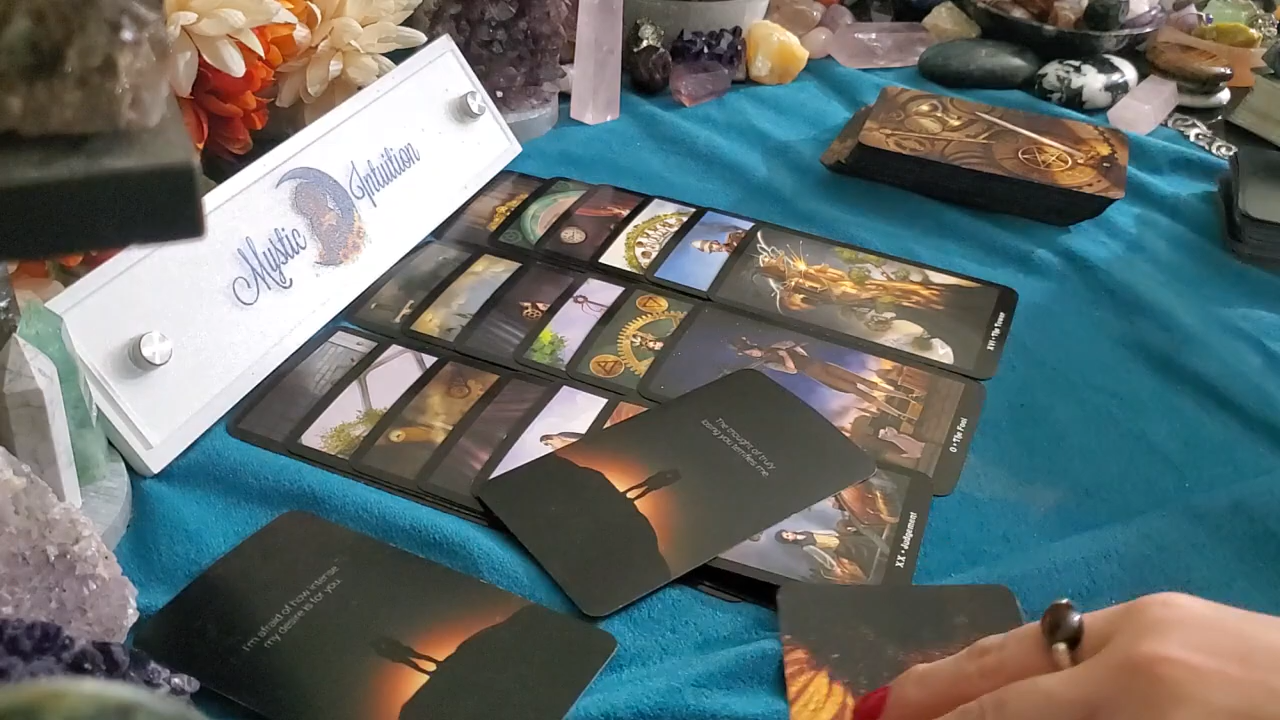 Mystic Intuition
XVI • The Tower
0 • The Fool
XX • Judgement
The thought of truly
losing you terrifies me.
I'm afraid of how intense
my desire is for you